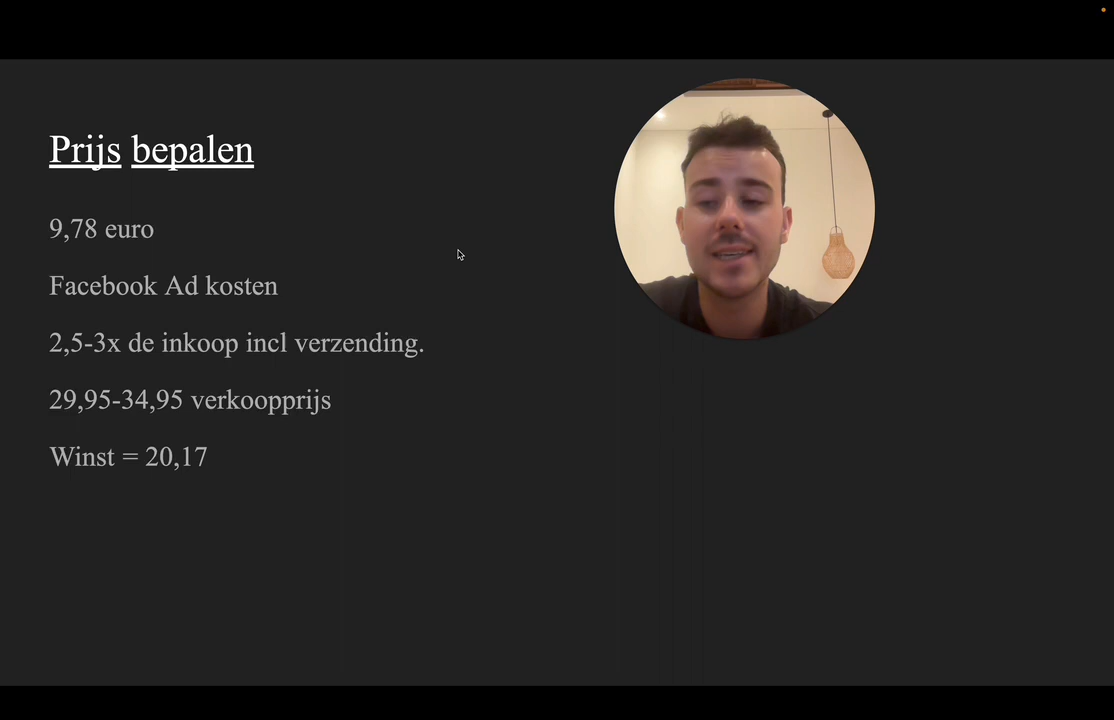 Prijs bepalen
9,78 euro
Facebook Ad kosten
2,5-3x de inkoop incl verzending.
29,95-34,95 verkoopprijs
Winst = 20,17